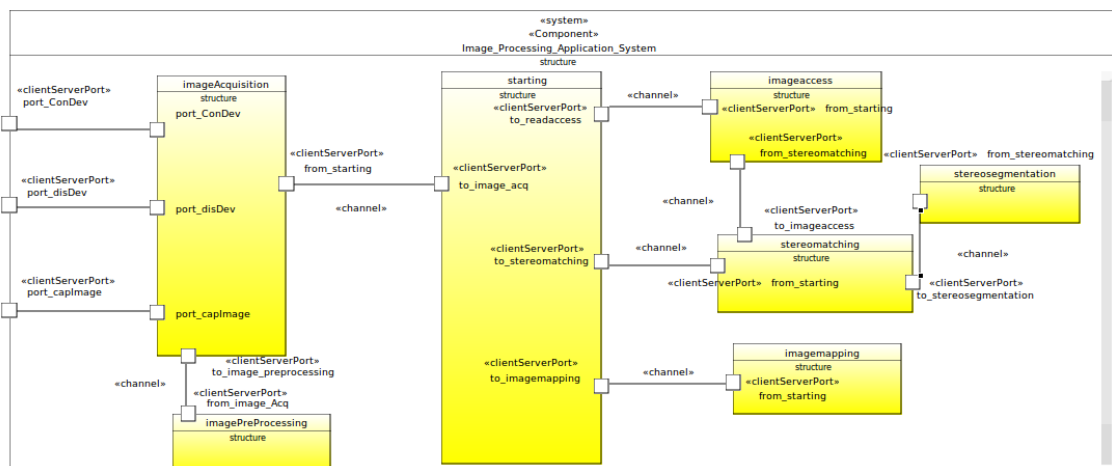 «system»
«Component»
Image_Processing_Application_System
structure
«clientServerPort»
port_ConDev
«clientServerPort»
port_disDev
«clientServerPort»
port_capImage
imageAcquisition
structure
port_ConDev
port_disDev
port_capImage
«clientServerPort»
from_starting
«channel»
«clientServerPort»
to_image_preprocessing
«channel»
«clientServerPort»
from_image_Acq
imagePreProcessing
structure
starting
structure
«clientServerPort»
to_readaccess
«clientServerPort»
to_image_acq
«clientServerPort»
to_stereomatching
«clientServerPort»
to_imagemapping
«channel»
imageaccess
structure
«clientServerPort» from_starting
«clientServerPort»
from_stereomatching
«channel»
«clientServerPort»
to_imageaccess
«channel»
stereomatching
structure
«clientServerPort» from_starting
«clientServerPort» from_stereomatching
stereosegmentation
structure
«channel»
«clientServerPort»
to_stereosegmentation
«channel»
imagemapping
structure
«clientServerPort»
from_starting